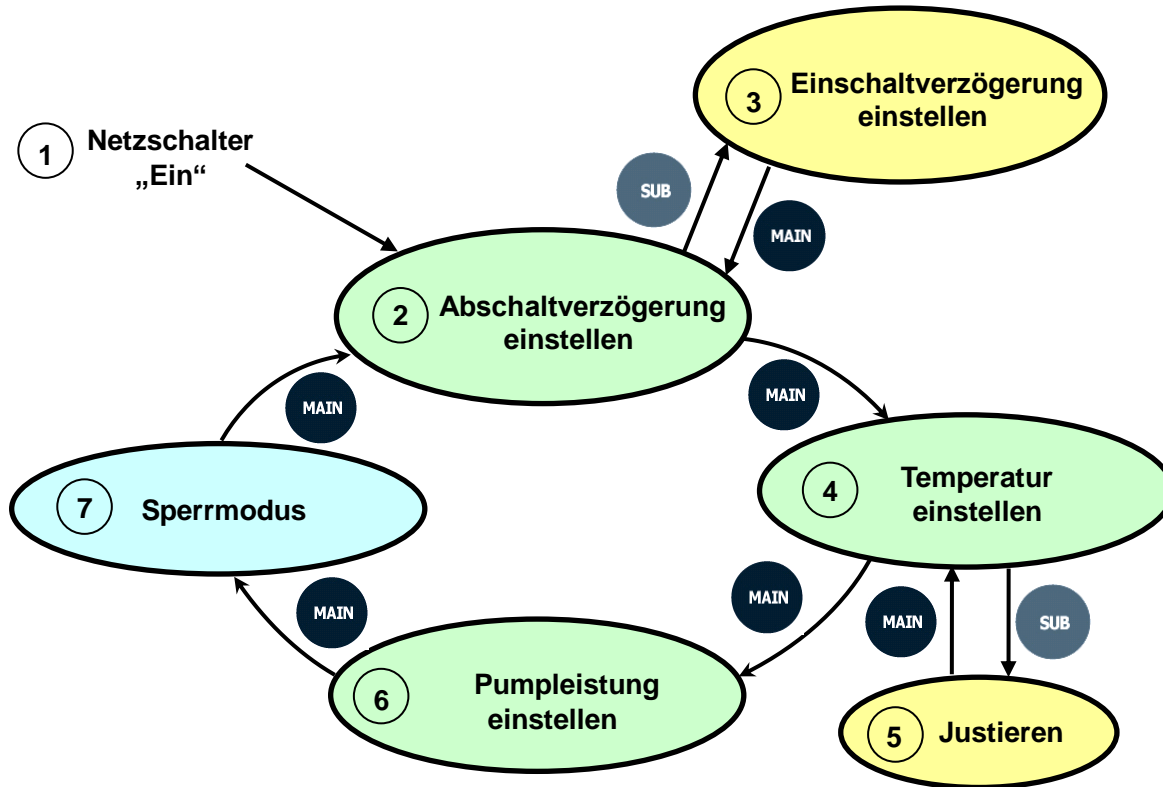 1
Netzschalter
„Ein“
3
Einschaltverzögerung
einstellen
SUB
MAIN
2
Abschaltverzögerung
einstellen
MAIN
MAIN
4
Temperatur
einstellen
7
Sperrmodus
MAIN
MAIN
MAIN
SUB
6
Pumpleistung
einstellen
5
Justieren